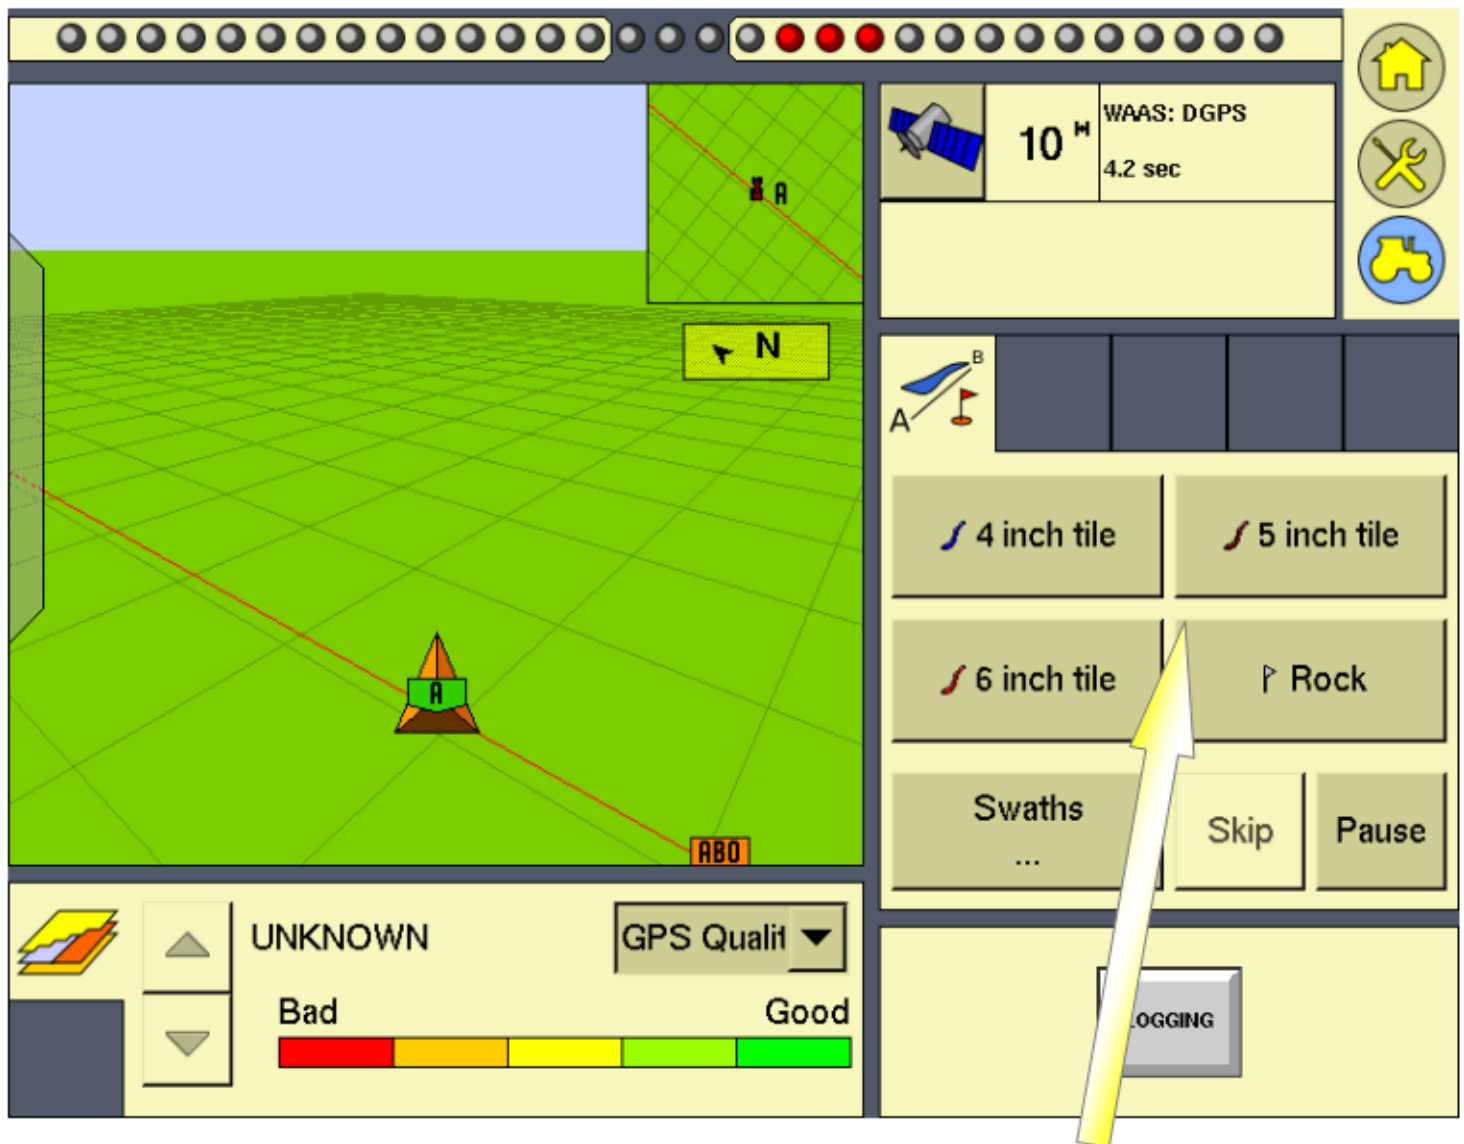 10 H
WAAS: DGPS
4.2 sec
A
N
B
A
4 inch tile
5 inch tile
6 inch tile
Rock
A
Swaths
...
Skip
Pause
ABO
UNKNOWN
GPS Qualit
Bad
Good
OGGING